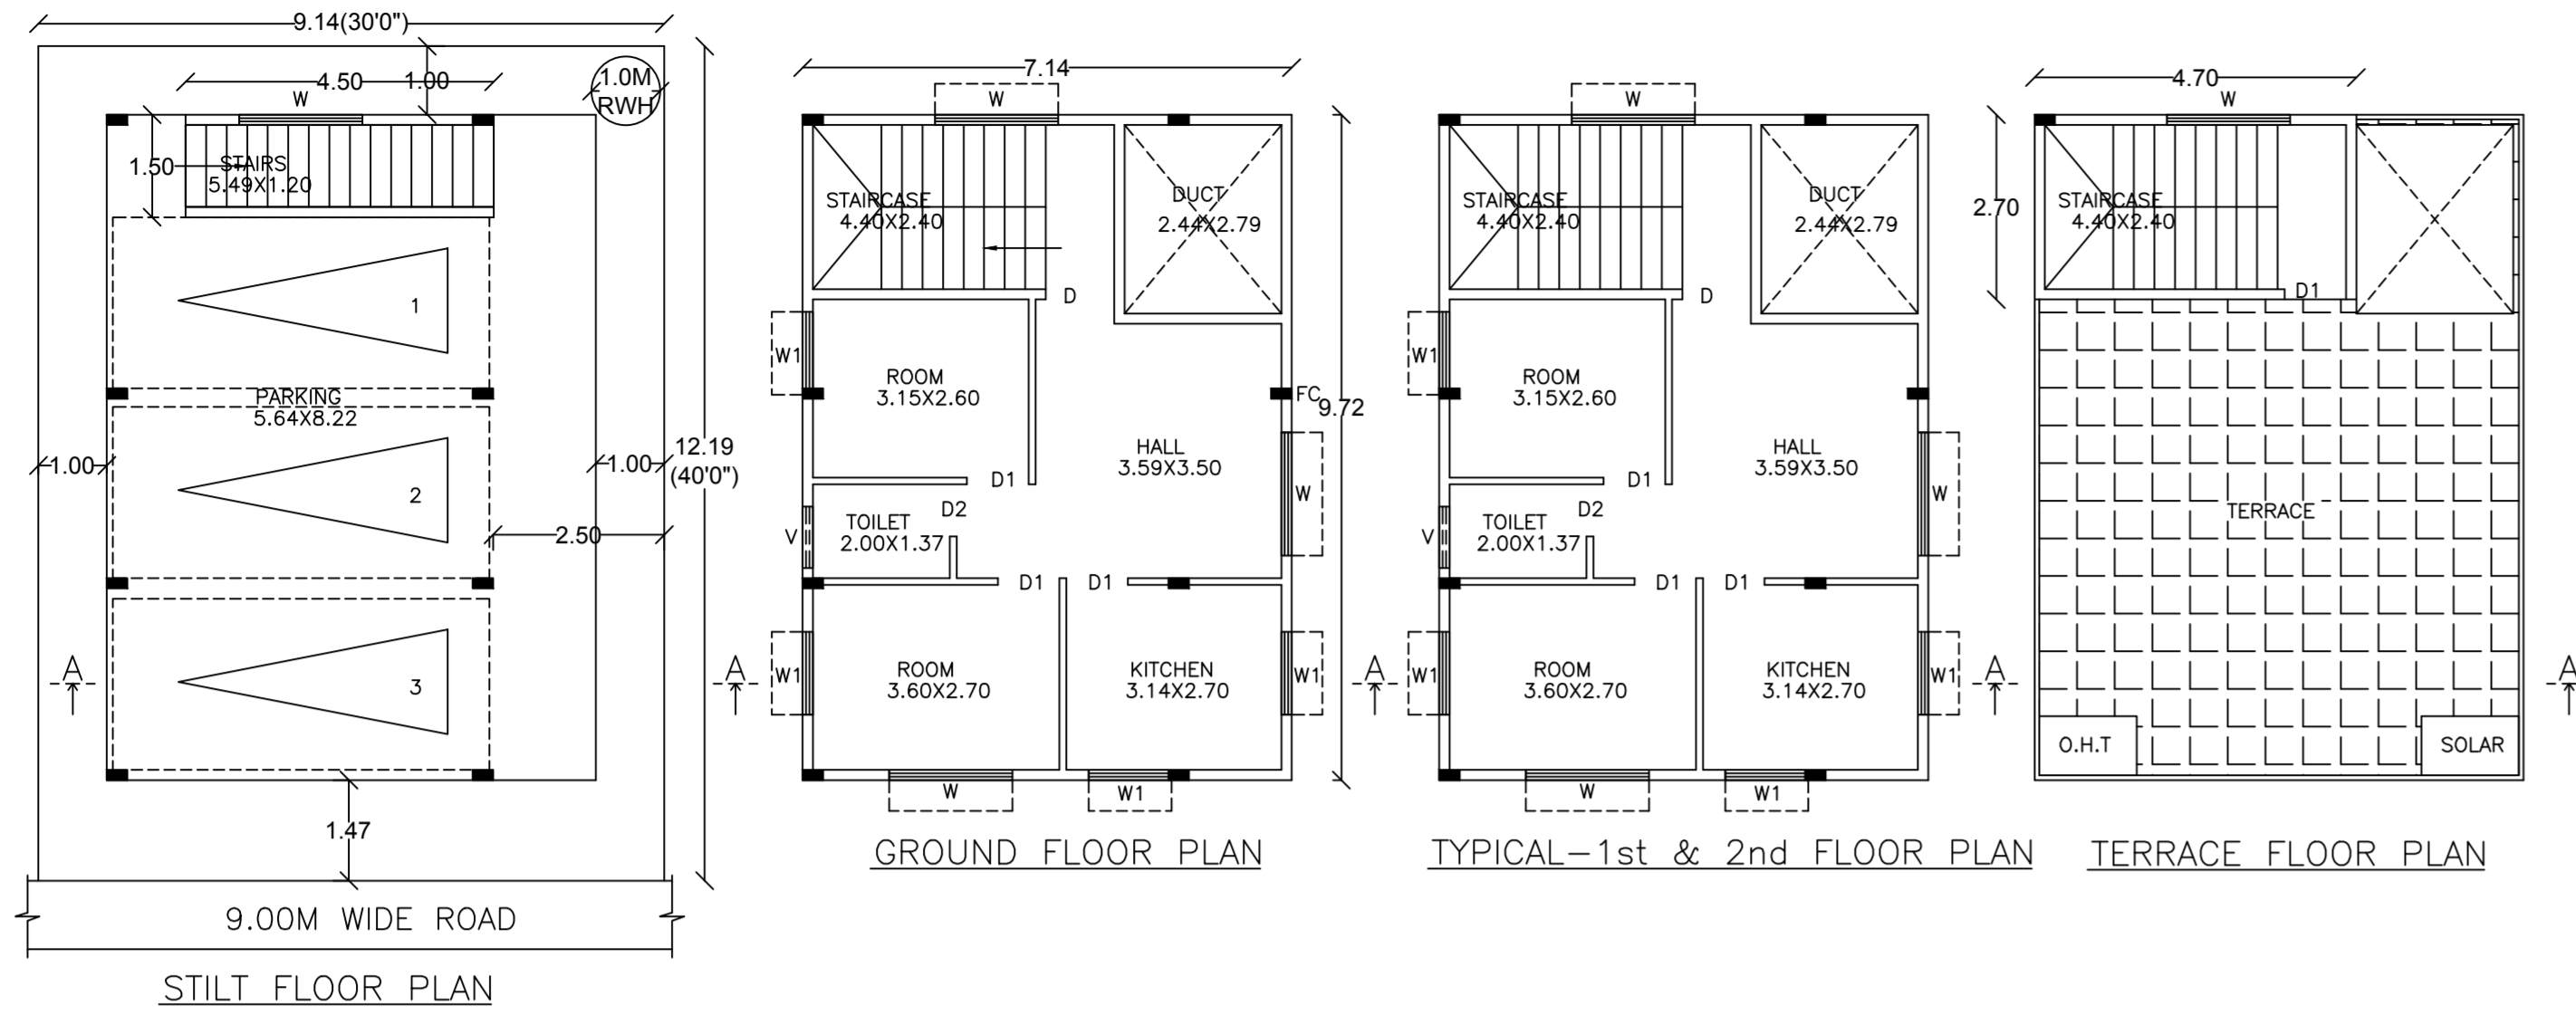 9.14(30'0")
4.50
1.00
1.0M
RWH
W
1.50
STAIRS
5.49X1.20
1
PARKING
5.64X8.22
12.19
(40'0")
1.00
1.00
2
2.50
A
3
1.47
9.00M WIDE ROAD
STILT FLOOR PLAN
7.14
W
STAIRCASE
4.40X2.40
DUCT
2.44X2.79
D
W1
ROOM
3.15X2.60
FC
9.72
HALL
3.59X3.50
D1
W
D2
V
TOILET
2.00X1.37
D1
D1
A
W1
ROOM
3.60X2.70
KITCHEN
3.14X2.70
W1
W
W1
GROUND FLOOR PLAN
W
STAIRCASE
4.40X2.40
DUCT
2.44X2.79
D
W1
ROOM
3.15X2.60
HALL
3.59X3.50
D1
W
D2
V
TOILET
2.00X1.37
D1
D1
A
W1
ROOM
3.60X2.70
KITCHEN
3.14X2.70
W1
W
W1
TYPICAL-1st & 2nd FLOOR PLAN
4.70
W
2.70
STAIRCASE
4.40X2.40
D1
TERRACE
A
A
O.H.T
SOLAR
TERRACE FLOOR PLAN